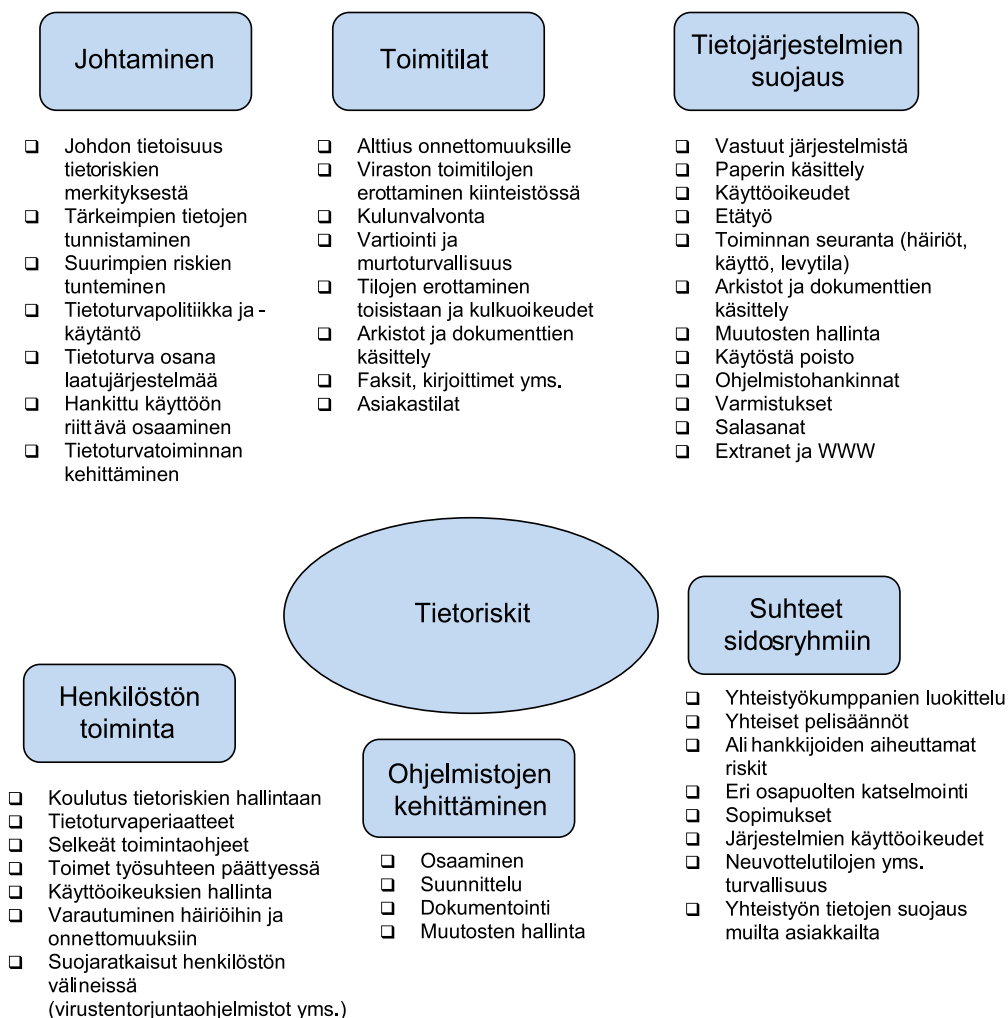 Johtaminen
❑ Johdon tietoisuus
tietoriskien
merkityksestä
❑ Tärkeimpien tietojen
tunnistaminen
❑ Suurimpien riskien
tunteminen
❑ Tietoturvapolitiikka ja -
käytäntö
❑ Tietoturva osana
laatujärjestelmää
❑ Hankittu käyttöön
riittävä osaaminen
❑ Tietoturvatoiminnan
kehittäminen
Toimitilat
❑ Alttius onnettomuuksille
❑ Viraston toimitilojen
erottaminen kiinteistössä
❑ Kulunvalvonta
❑ Vartiointi ja
murtoturvallisuus
❑ Tilojen erottaminen
toisistaan ja kulkuoikeudet
❑ Arkistot ja dokumenttien
käsittely
❑ Faksit, kirjoittimet yms.
❑ Asiakastilat
Tietojärjestelmien
suojaus
❑ Vastuut järjestelmistä
❑ Paperin käsittely
❑ Käyttöoikeudet
❑ Etätyö
❑ Toiminnan seuranta (häiriöt,
käyttö, levytila)
❑ Arkistot ja dokumenttien
käsittely
❑ Muutosten hallinta
❑ Käytöstä poisto
❑ Ohjelmistohankinnat
❑ Varmistukset
❑ Salasanat
❑ Extranet ja WWW
Tietoriskit
Henkilöstön
toiminta
❑ Koulutus tietoriskien hallintaan
❑ Tietoturvaperiaatteet
❑ Selkeät toimintaohjeet
❑ Toimet työsuhteen päättyessä
❑ Käyttöoikeuksien hallinta
❑ Varautuminen häiriöihin ja
onnettomuuksiin
❑ Suojaratkaisut henkilöstön
välineissä
(virustentorjuntaohjelmistot yms.)
Ohjelmistojen
kehittäminen
❑ Osaaminen
❑ Suunnittelu
❑ Dokumentointi
❑ Muutosten hallinta
Suhteet
sidosryhmiin
❑ Yhteistyökumppanien luokittelu
❑ Yhteiset pelisäännöt
❑ Alihankkijoiden aiheuttamat
riskit
❑ Eri osapuolten katselmointi
❑ Sopimukset
❑ Järjestelmien käyttöoikeudet
❑ Neuvottelutilojen yms.
turvallisuus
❑ Yhteistyön tietojen suojaus
muilta asiakkailta